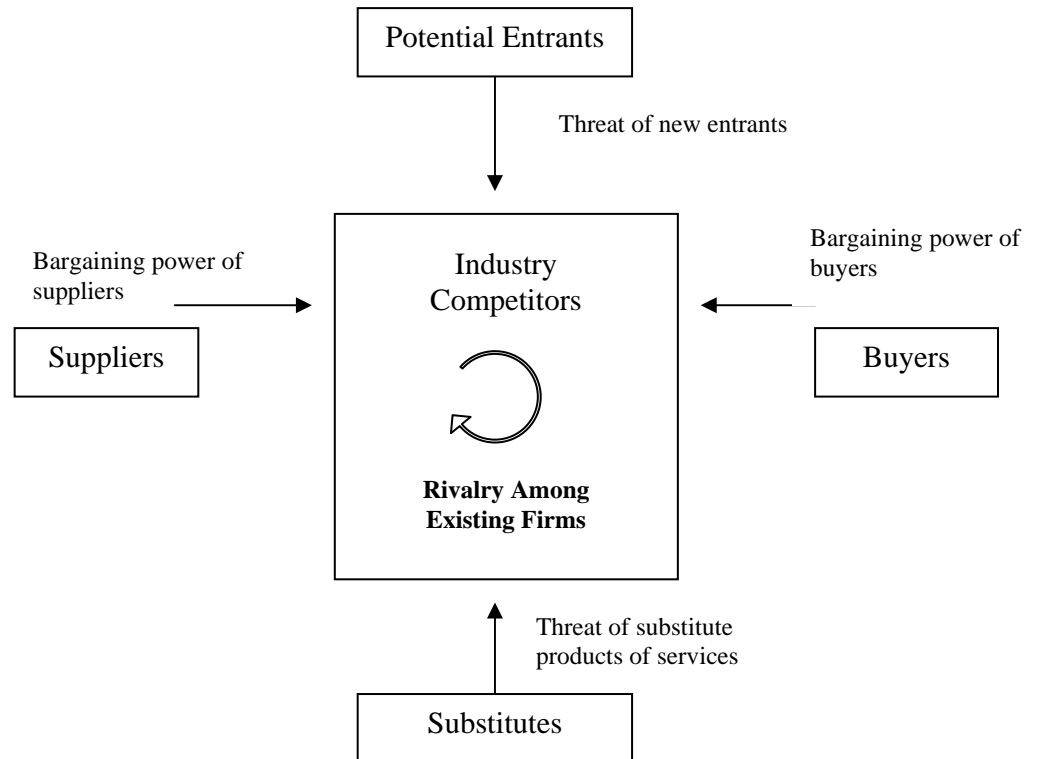 Potential Entrants
Threat of new entrants
Bargaining power of
suppliers
Suppliers
Industry
Competitors
Rivalry Among
Existing Firms
Bargaining power of
buyers
Buyers
Threat of substitute
products of services
Substitutes